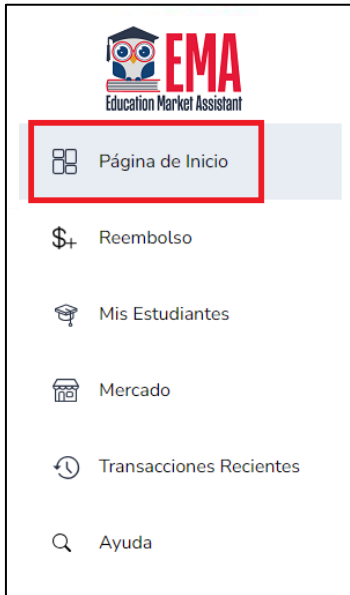 EMA
Education Market Assistant
Página de Inicio
$+ Reembolso
Mis Estudiantes
Mercado
Transacciones Recientes
Ayuda